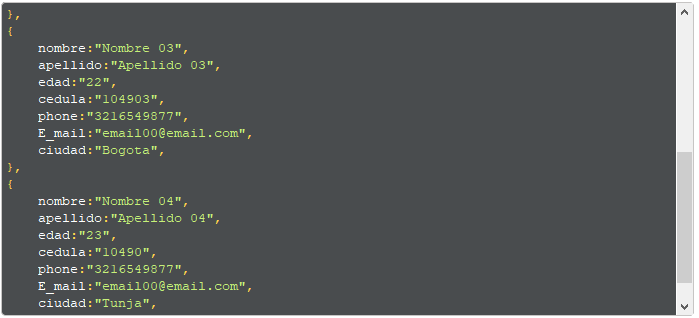 },
{
nombre:"Nombre 03",
apellido:"Apellido 03",
edad:"22",
cedula:"104903",
phone:"3216549877",
E_mail:"email00@email.com",
ciudad:"Bogota",
},
{
nombre:"Nombre 04",
apellido:"Apellido 04",
edad:"23",
cedula:"10490",
phone:"3216549877",
E_mail:"email00@email.com",
ciudad:"Tunja",